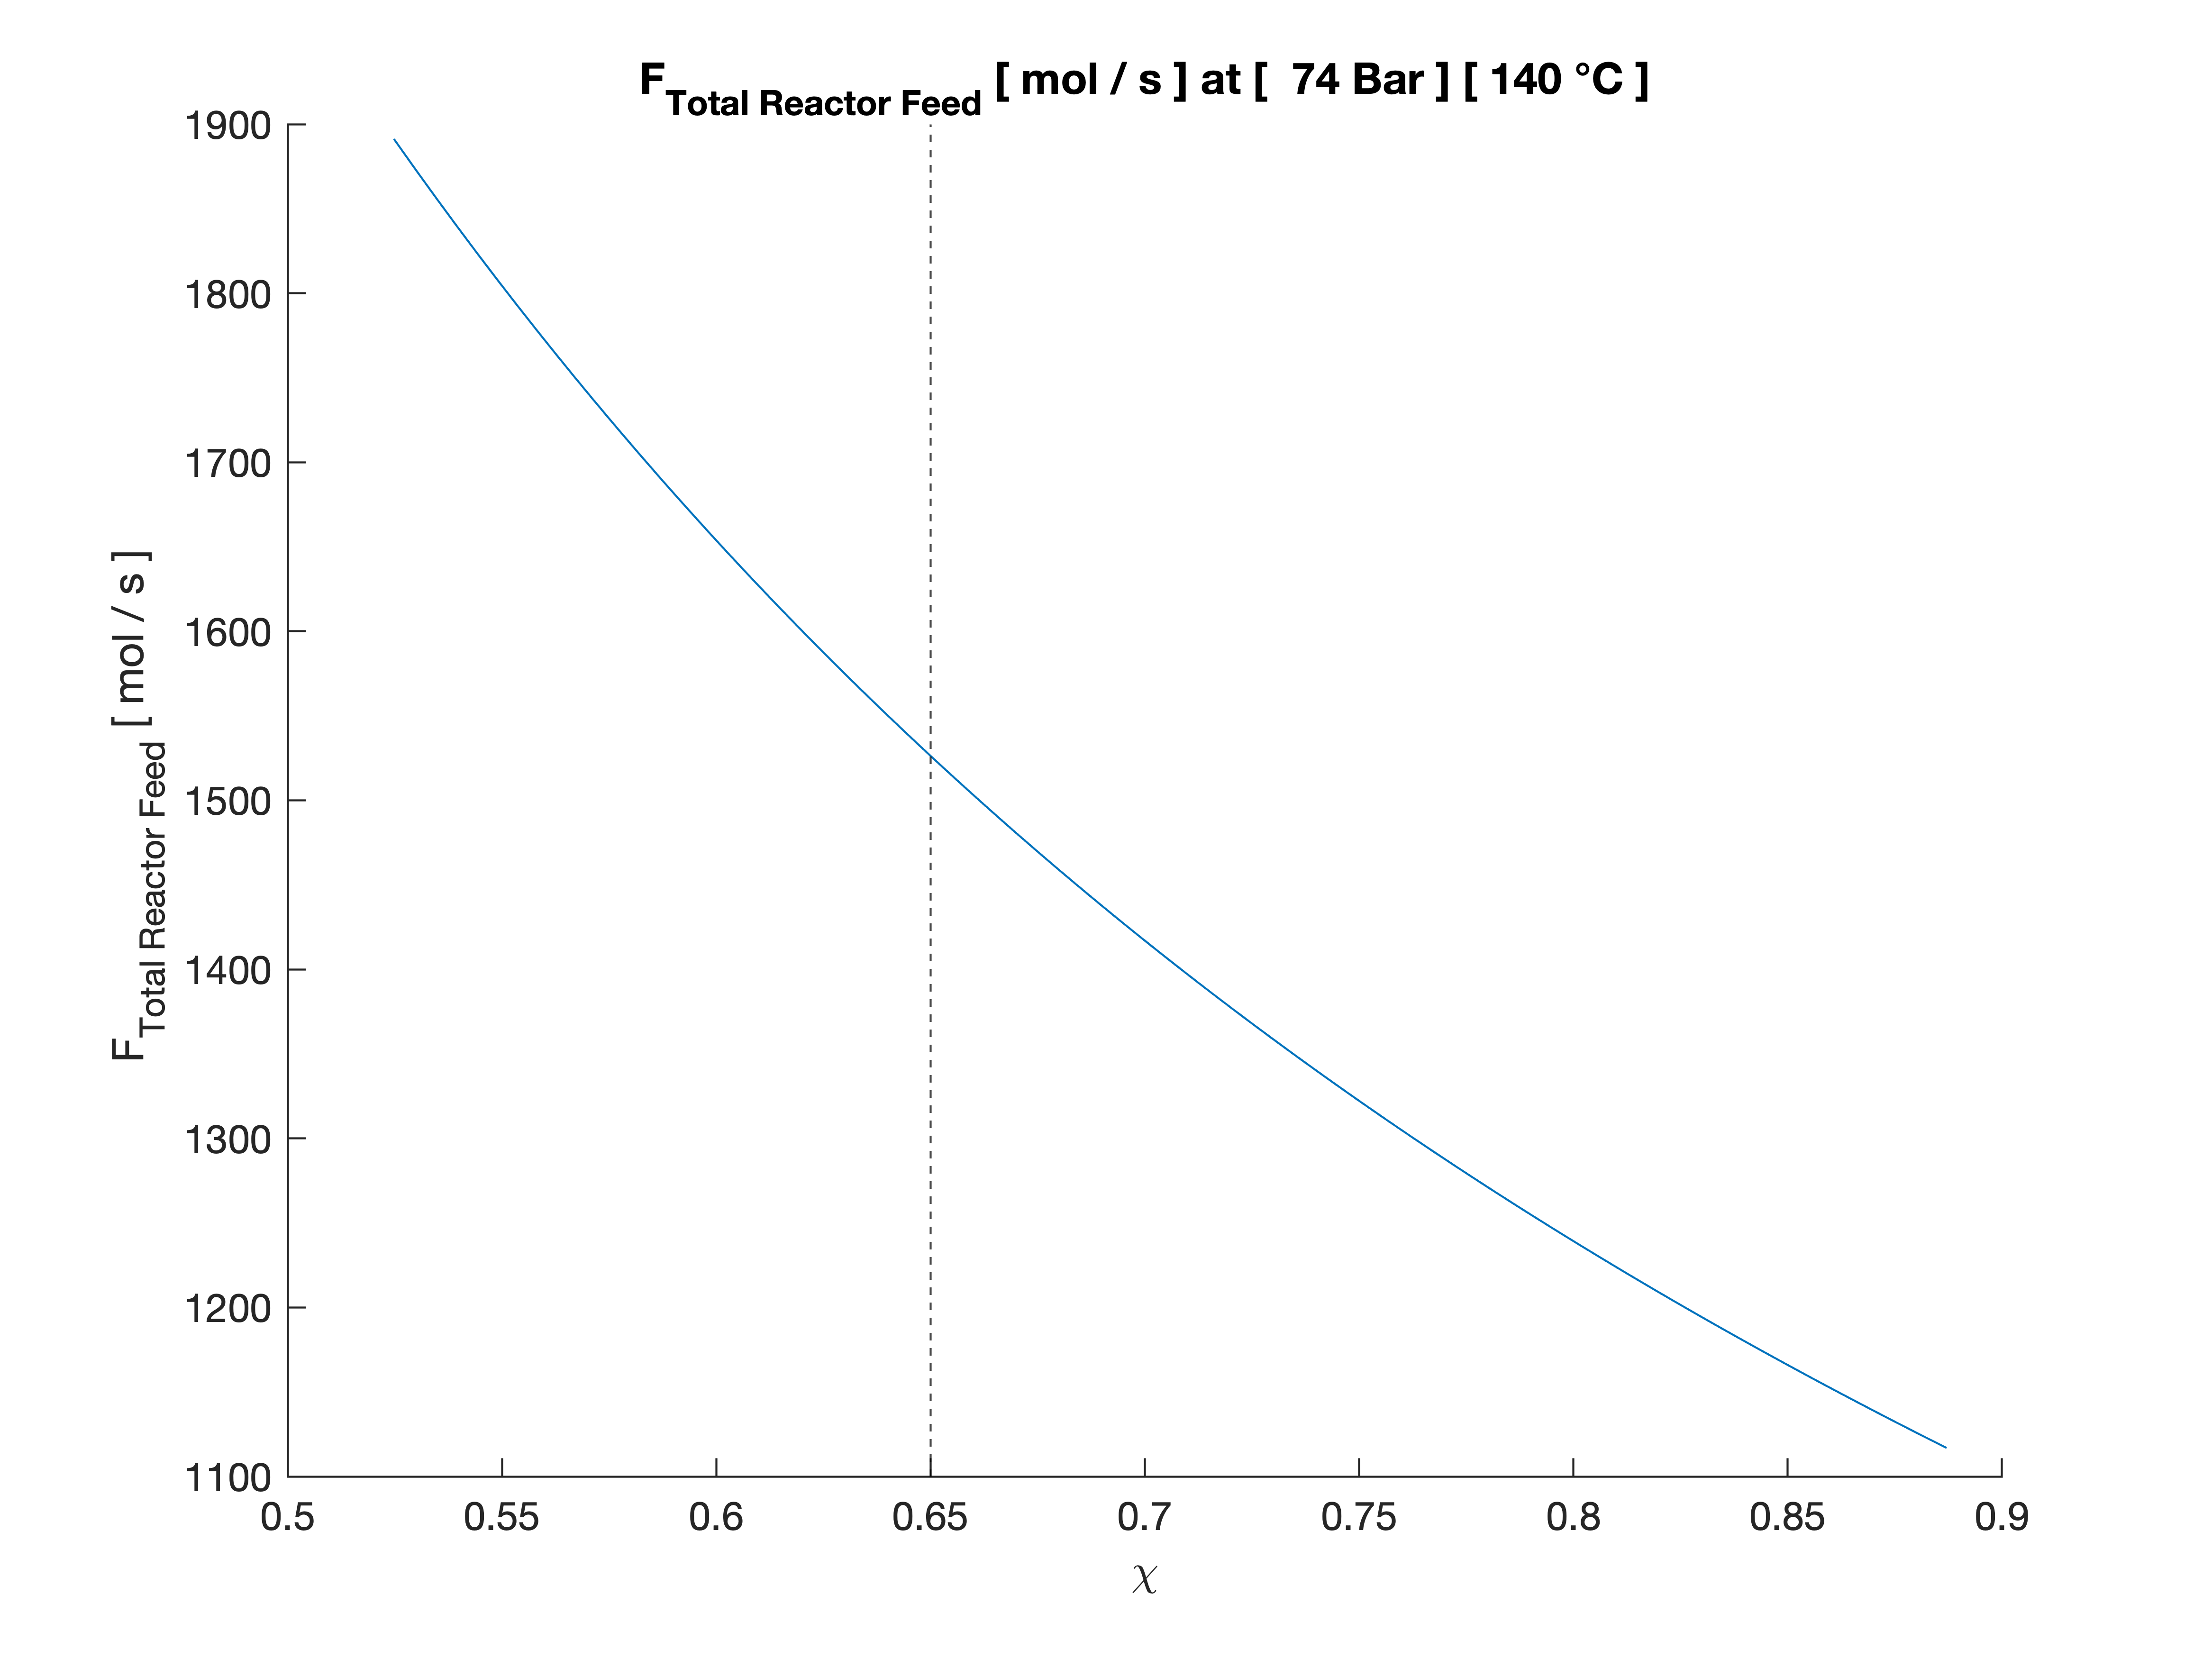 F_Total Reactor Feed [ mol / s ] at [ 74 Bar ] [ 140 °C ]
F_Total Reactor Feed [ mol / s ]
1900
1800
1700
1600
1500
1400
1300
1200
1100
0.5 0.55 0.6 0.65 0.7 0.75 0.8 0.85 0.9
χ